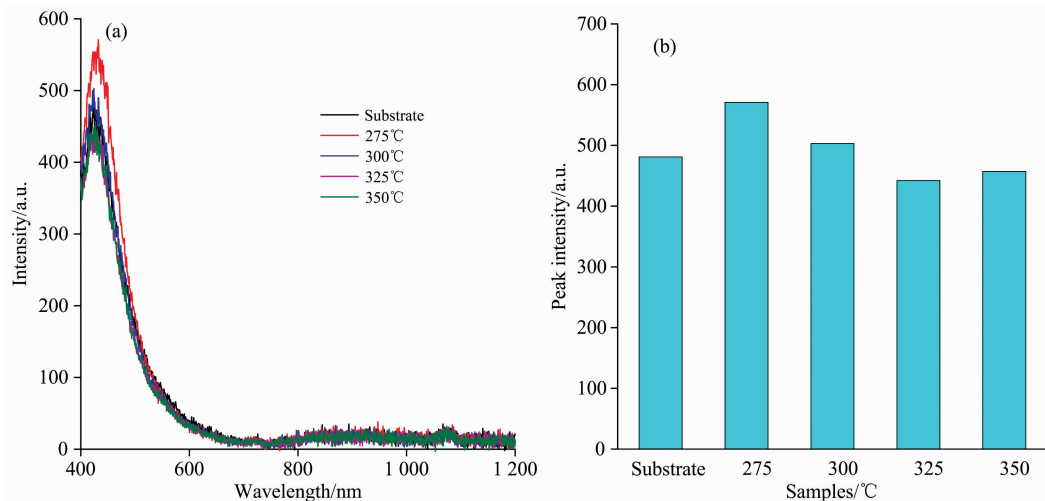 (a)
600
500
400
300
200
100
0
Intensity/a.u.
Substrate
275℃
300℃
325℃
350℃
400 600 800 1 000 1 200
Wavelength/nm
(b)
700
600
500
400
300
200
100
0
Peak intensity/a.u.
Substrate 275 300 325 350
Samples/℃